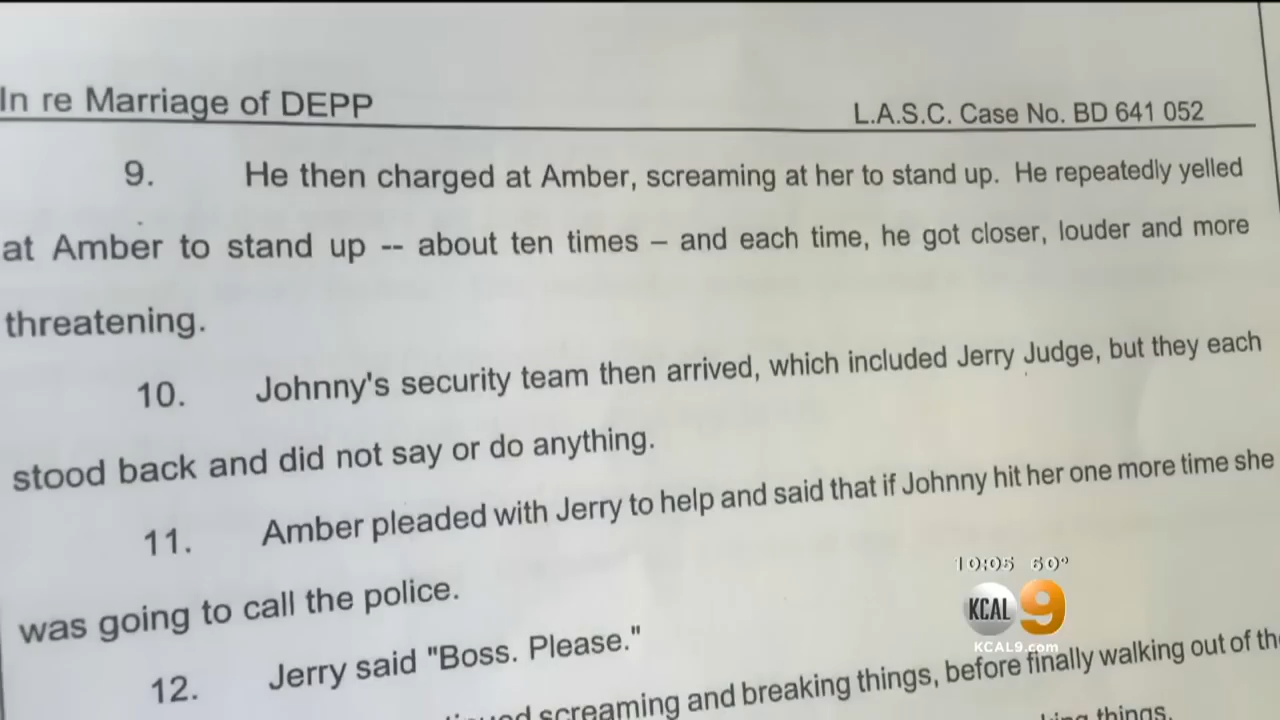 In re Marriage of DEPP
L.A.S.C. Case No. BD 641 052
9. He then charged at Amber, screaming at her to stand up. He repeatedly yelled
at Amber to stand up -- about ten times – and each time, he got closer, louder and more
threatening.
10. Johnny's security team then arrived, which included Jerry Judge, but they each
stood back and did not say or do anything.
11. Amber pleaded with Jerry to help and said that if Johnny hit her one more time she
was going to call the police.
12. Jerry said "Boss. Please."
screaming and breaking things, before finally walking out of
things.
10:05 60°
KCAL 9
KCAL9.com